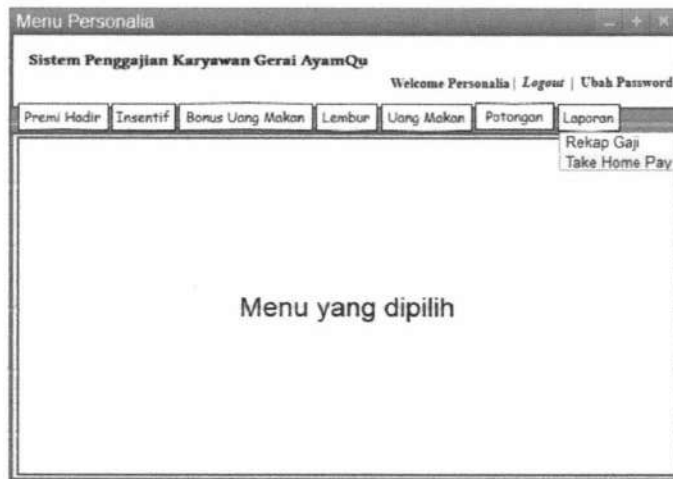 Menu Personalia
Sistem Penggajian Karyawan Gerai AyamQu
Welcome Personalia | Logout | Ubah Password
Premi Hadir Insentif Bonus Uang Makan Lembur Uang Makan Potongan Laporan
Rekap Gaji
Take Home Pay
Menu yang dipilih